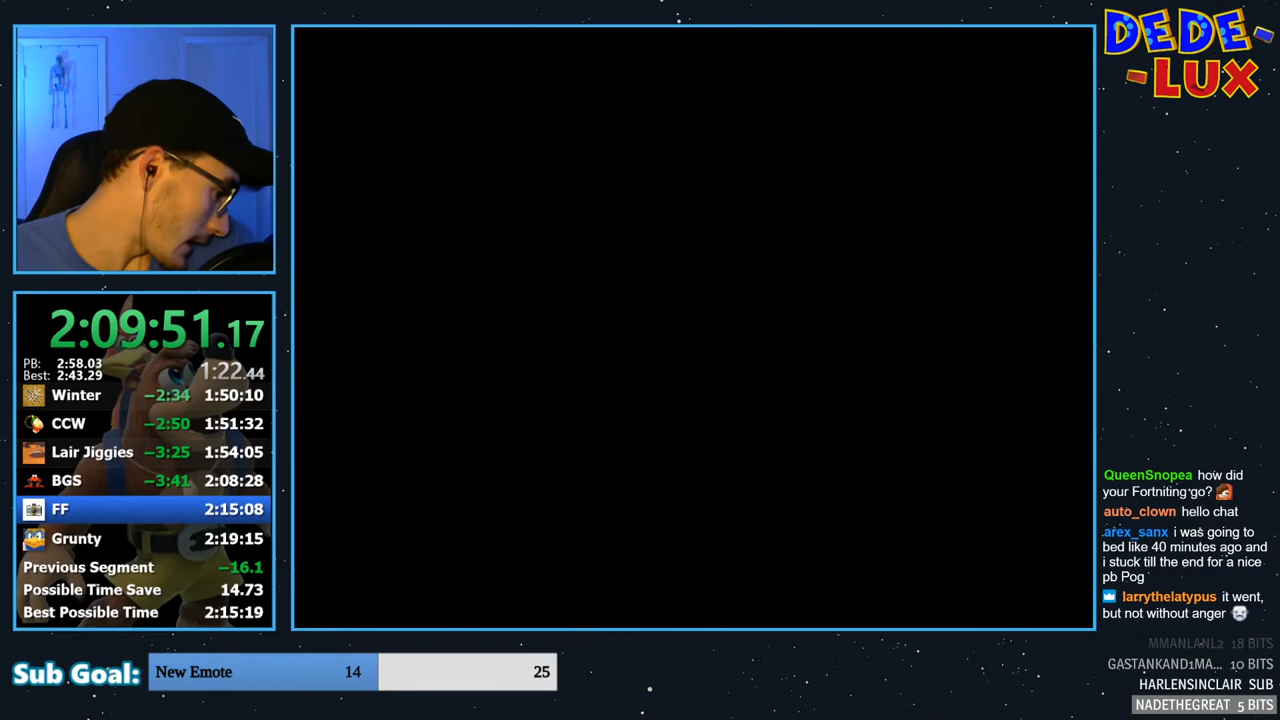 DEDE-
-LUX
2:09:51.17
PB: 2:58.03
Best: 2:43.29
1:22.44
Winter −2:34 1:50:10
CCW −2:50 1:51:32
Lair Jiggies −3:25 1:54:05
BGS −3:41 2:08:28
FF 2:15:08
Grunty 2:19:15
Previous Segment −16.1
Possible Time Save 14.73
Best Possible Time 2:15:19
Sub Goal: New Emote 14 25
QueenSnopea how did
your Fortniting go?
auto_clown hello chat
arex_sanx i was going to
bed like 40 minutes ago and
i stuck till the end for a nice
pb Pog
larrythelatypus it went,
but not without anger
MMANLANL2 18 BITS
GASTANKAND1MA... 10 BITS
HARLENSINCLAIR SUB
NADETHEGREAT 5 BITS